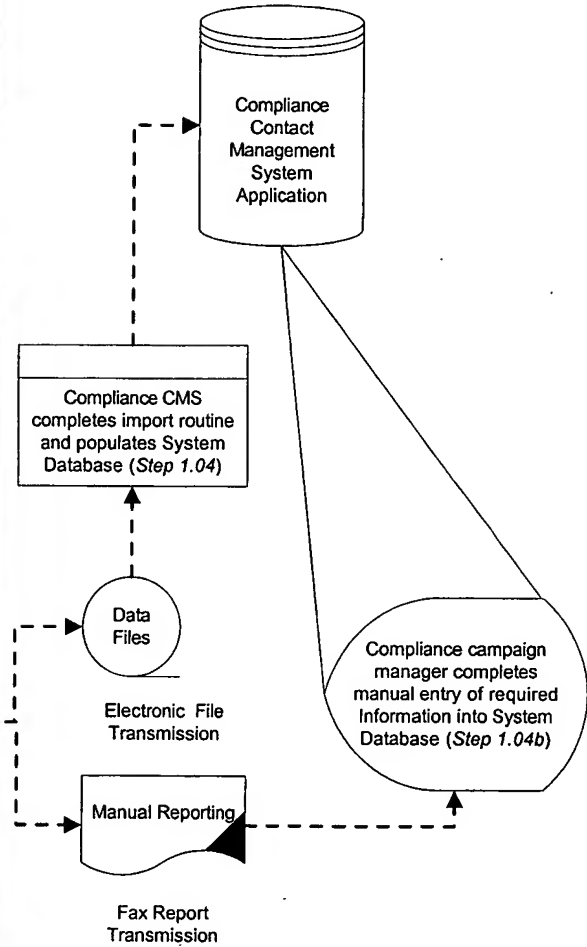 Compliance
Contact
Management
System
Application
Compliance CMS
completes import routine
and populates System
Database (Step 1.04)
Data
Files
Electronic File
Transmission
Compliance campaign
manager completes
manual entry of required
Information into System
Database (Step 1.04b)
Manual Reporting
Fax Report
Transmission